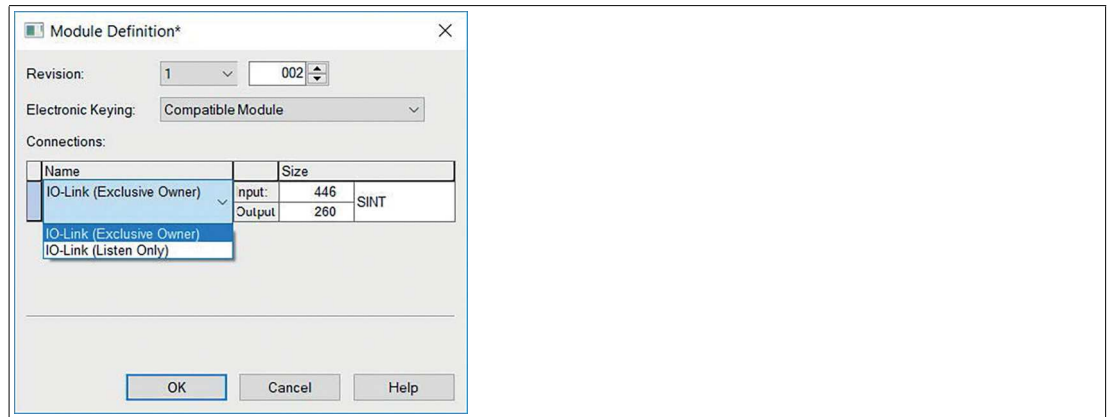 Module Definition*
Revision: 1 002
Electronic Keying: Compatible Module
Connections:
Name Size
IO-Link (Exclusive Owner) nput: 446 SINT
Output 260
IO-Link (Exclusive Owner)
IO-Link (Listen Only)
OK Cancel Help